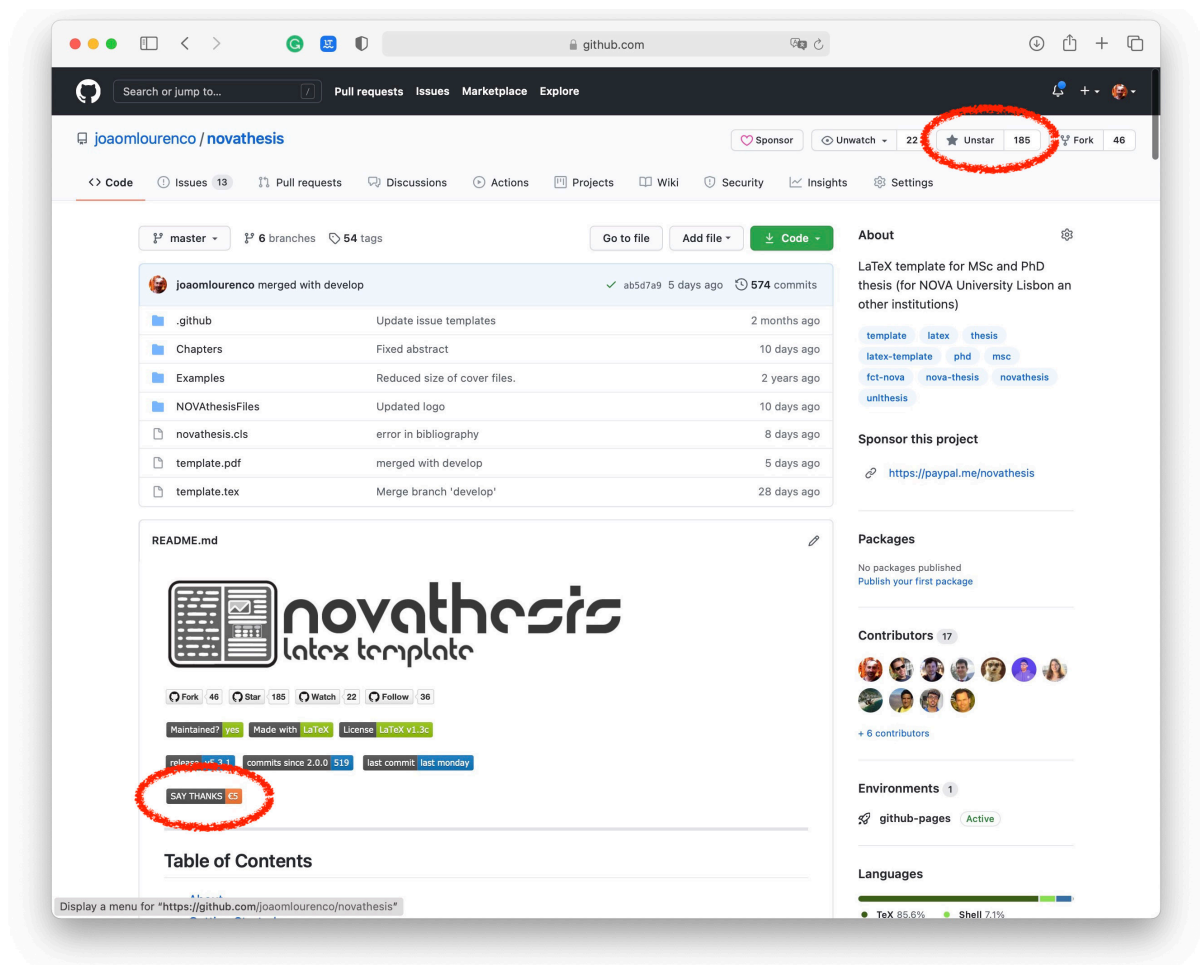 github.com
Search or jump to... / Pull requests Issues Marketplace Explore
joaomlourenco / novathesis Sponsor Unwatch 22 Unstar 185 Fork 46
Code Issues 13 Pull requests Discussions Actions Projects Wiki Security Insights Settings
master 6 branches 54 tags Go to file Add file Code
joaomlourenco merged with develop ab5d7a9 5 days ago 574 commits
.github Update issue templates 2 months ago
Chapters Fixed abstract 10 days ago
Examples Reduced size of cover files. 2 years ago
NOVAthesisFiles Updated logo 10 days ago
novathesis.cls error in bibliography 8 days ago
template.pdf merged with develop 5 days ago
template.tex Merge branch 'develop' 28 days ago
README.md
novathesis
latex template
Fork 46 Star 185 Watch 22 Follow 36
Maintained? yes Made with LaTeX License LaTeX v1.3c
release v5.3.1 commits since 2.0.0 519 last commit last monday
SAY THANKS €5
Table of Contents
About
Display a menu for “https://github.com/joaomlourenco/novathesis”
About
LaTeX template for MSc and PhD
thesis (for NOVA University Lisbon an
other institutions)
template latex thesis
latex-template phd msc
fct-nova nova-thesis novathesis
unlthesis
Sponsor this project
https://paypal.me/novathesis
Packages
No packages published
Publish your first package
Contributors 17
+ 6 contributors
Environments 1
github-pages Active
Languages
TeX 85.6% Shell 7.1%